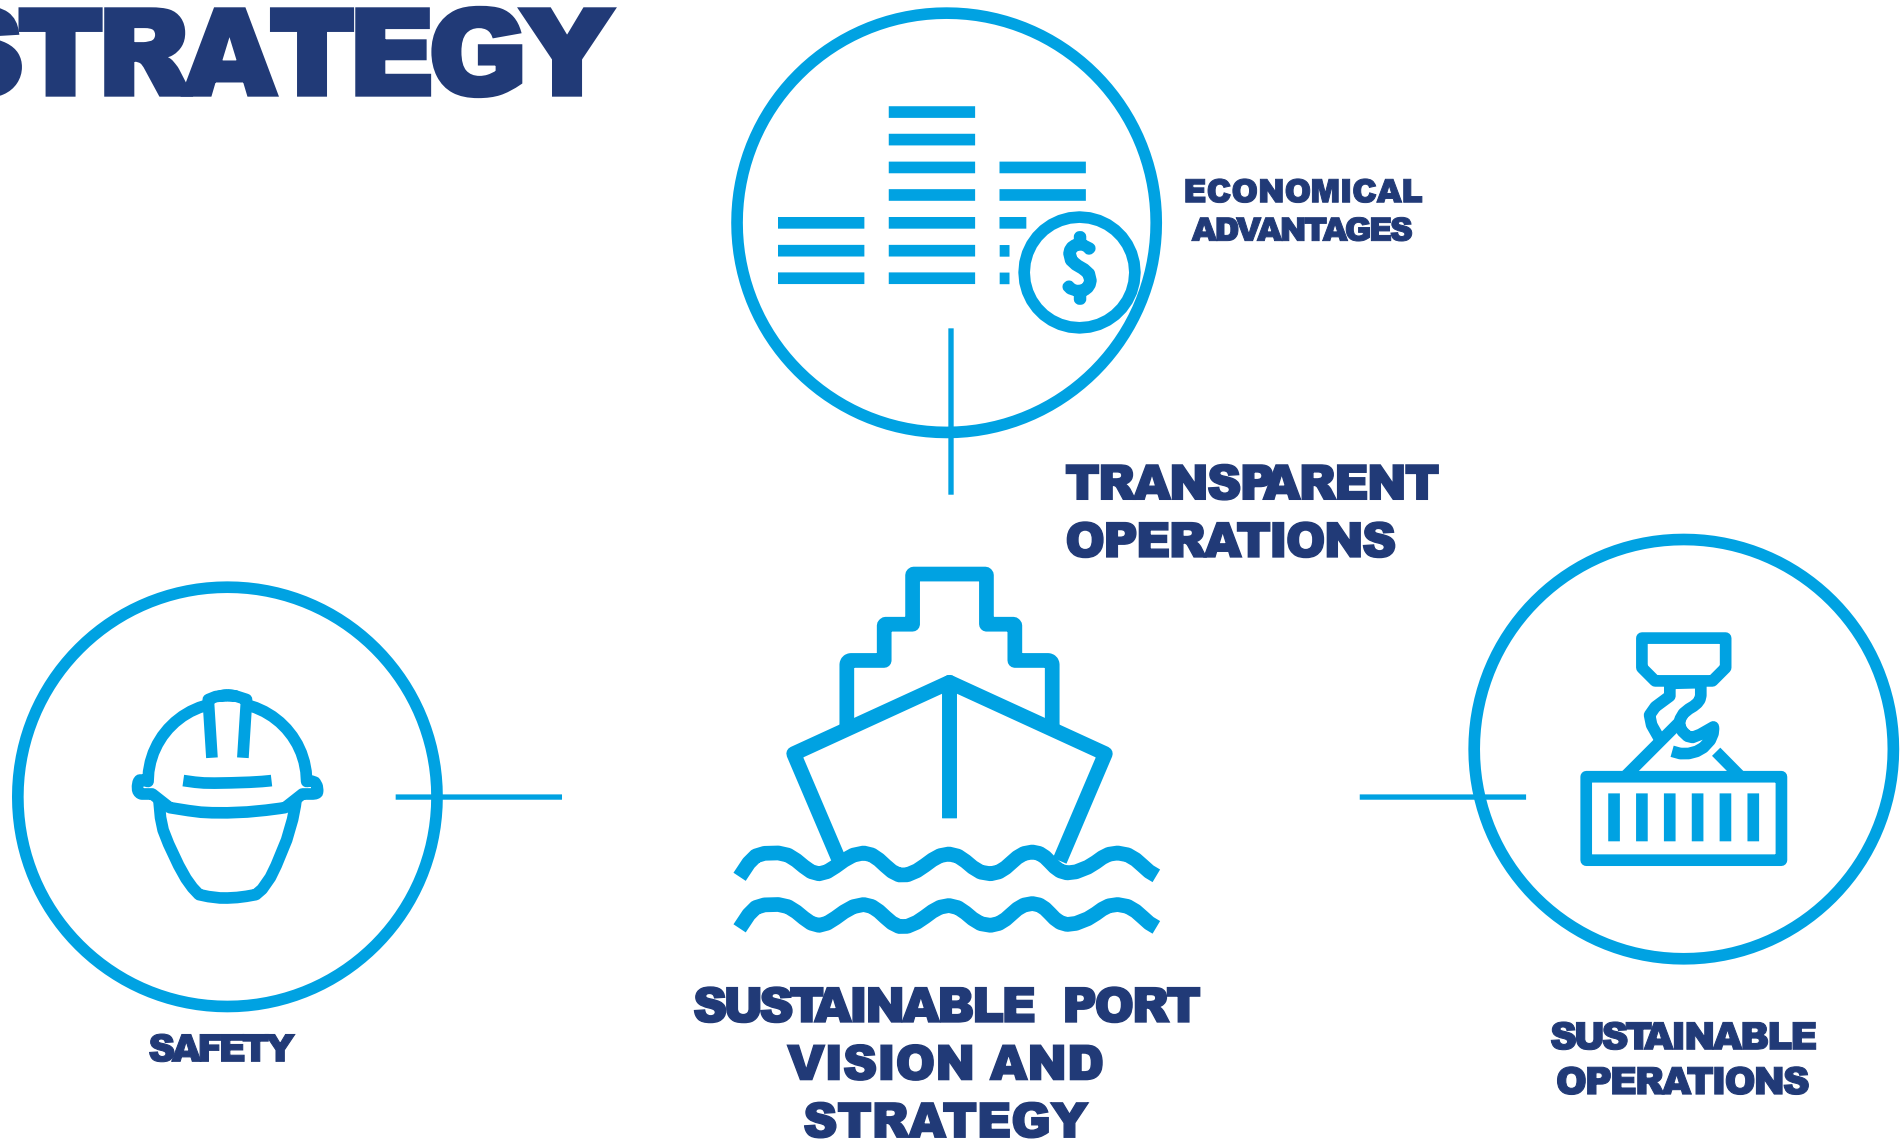 STRATEGY
ECONOMICAL
ADVANTAGES
TRANSPARENT
OPERATIONS
SAFETY
SUSTAINABLE PORT
VISION AND
STRATEGY
SUSTAINABLE
OPERATIONS